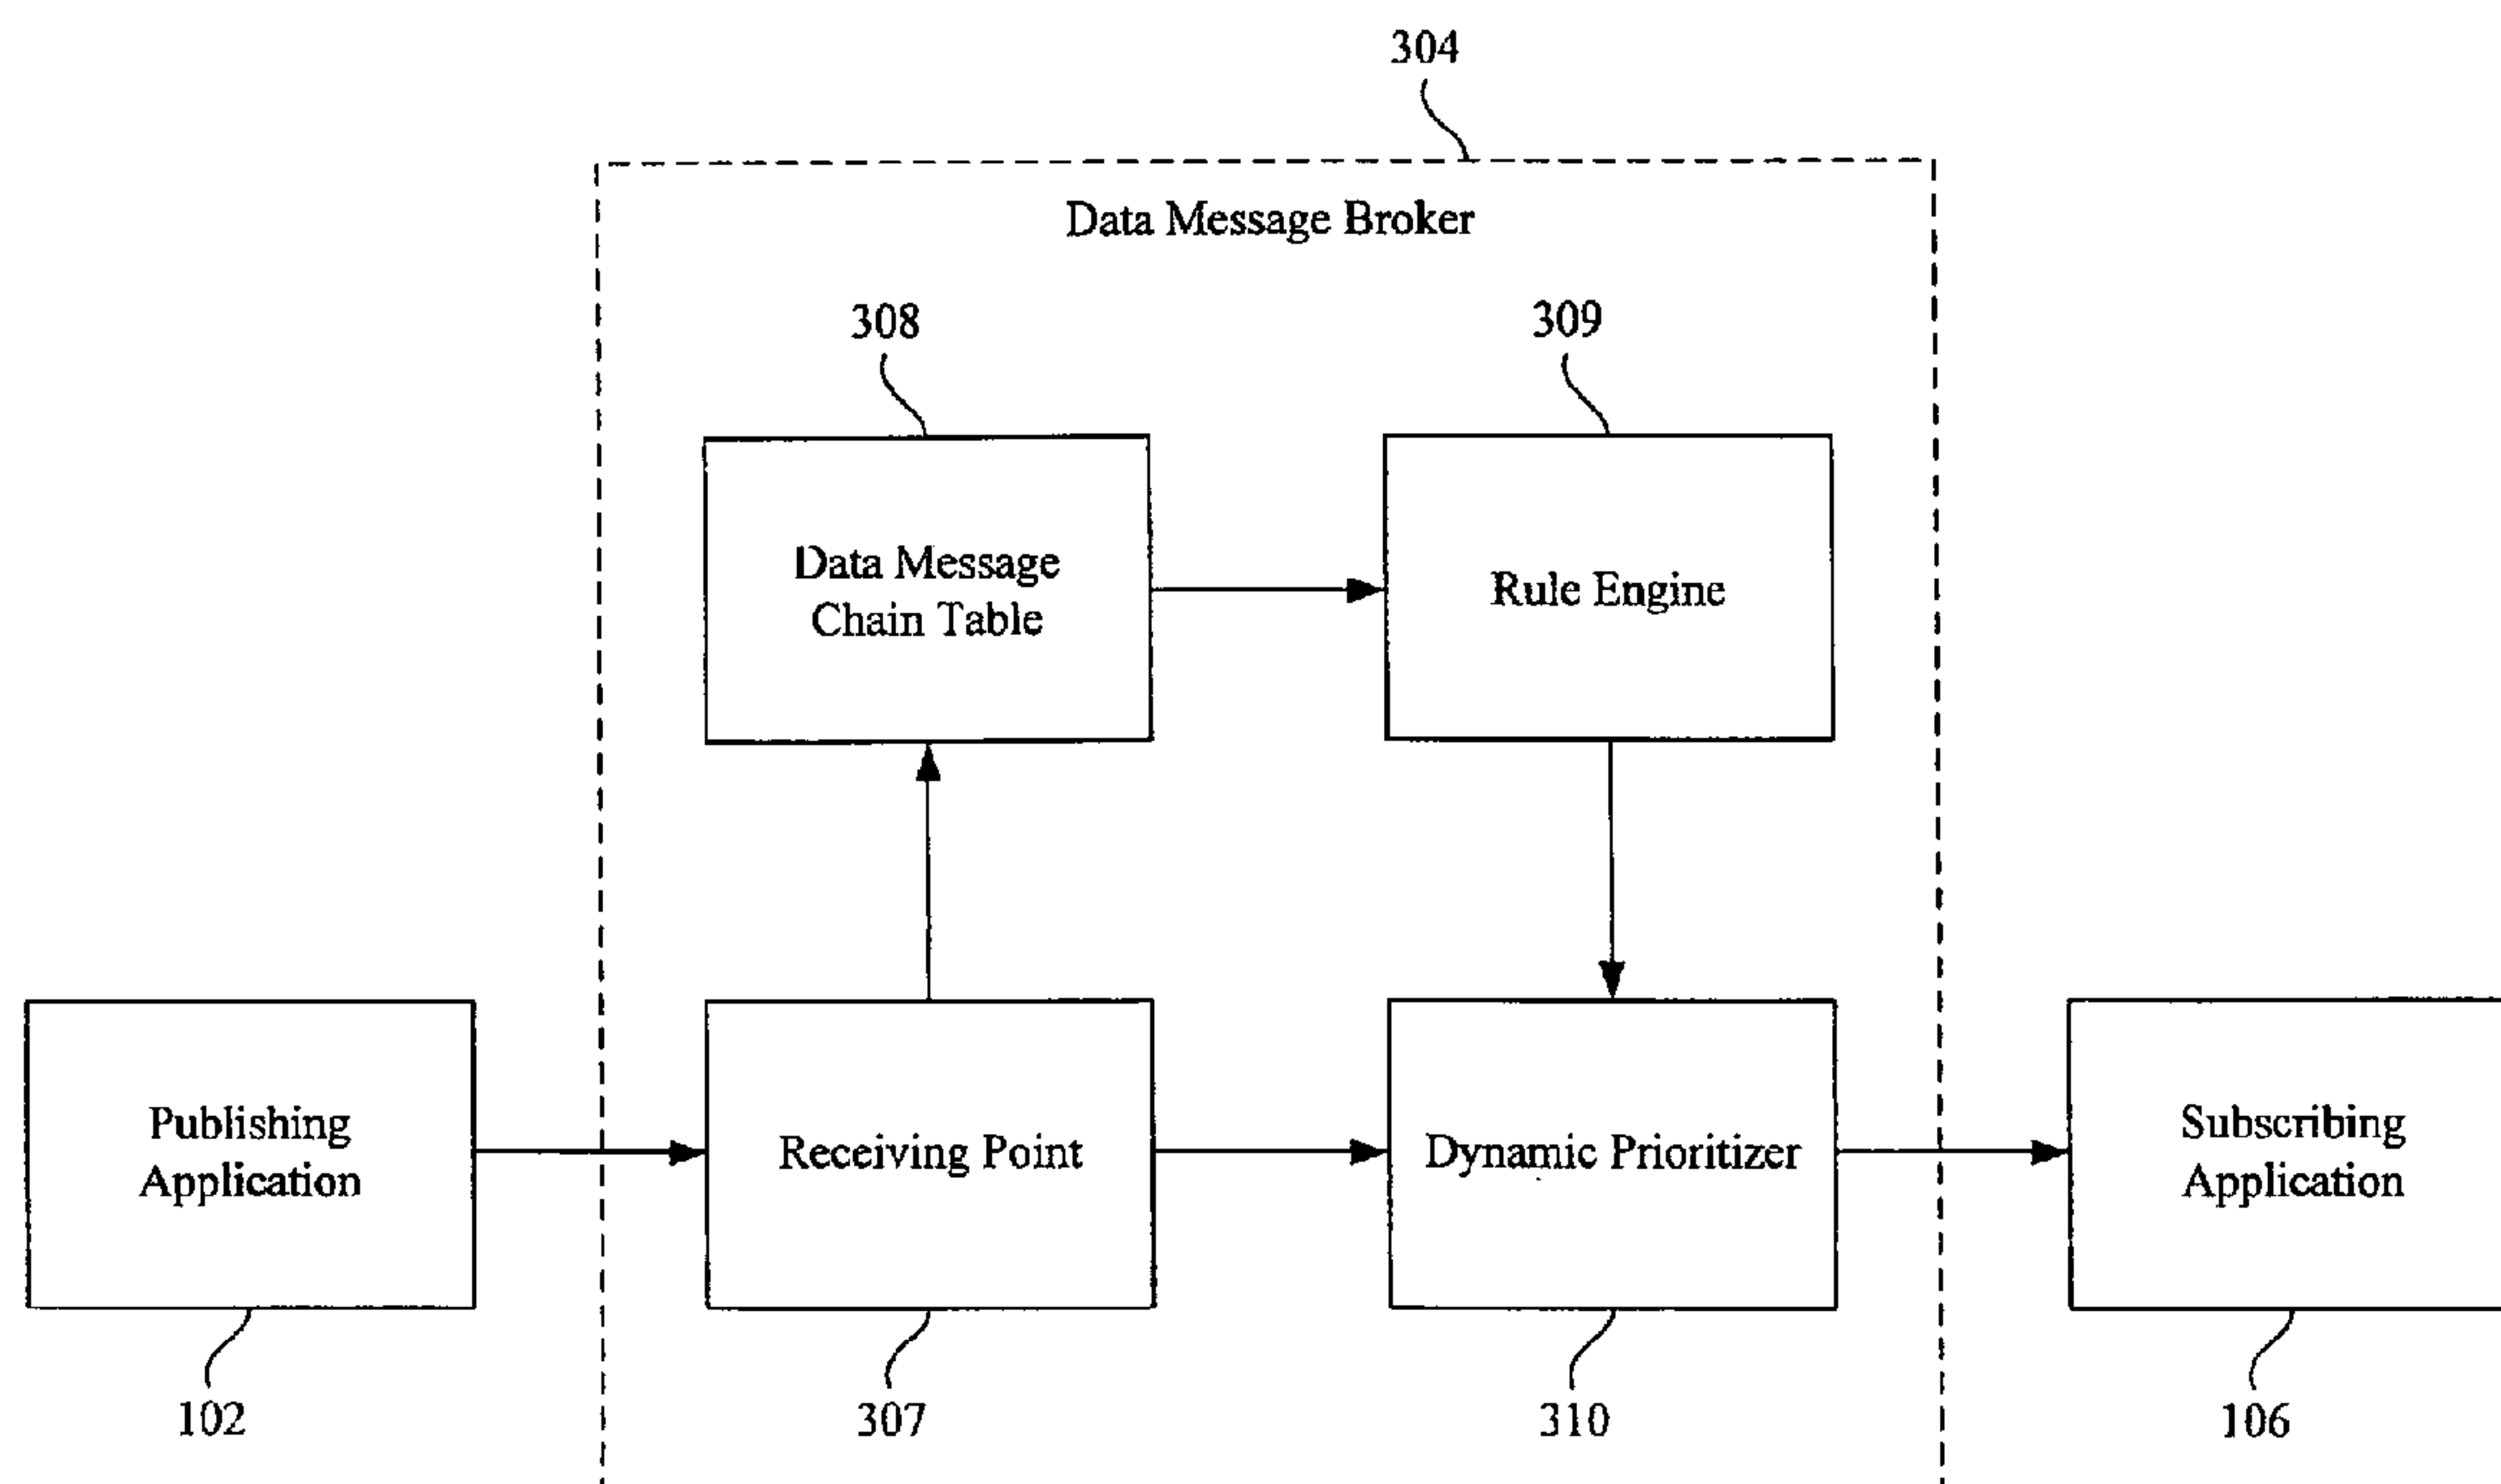 304
Data Message Broker
308
309
Data Message
Chain Table
Rule Engine
Publishing
Application
Receiving Point
Dynamic Prioritizer
Subscribing
Application
102
307
310
106